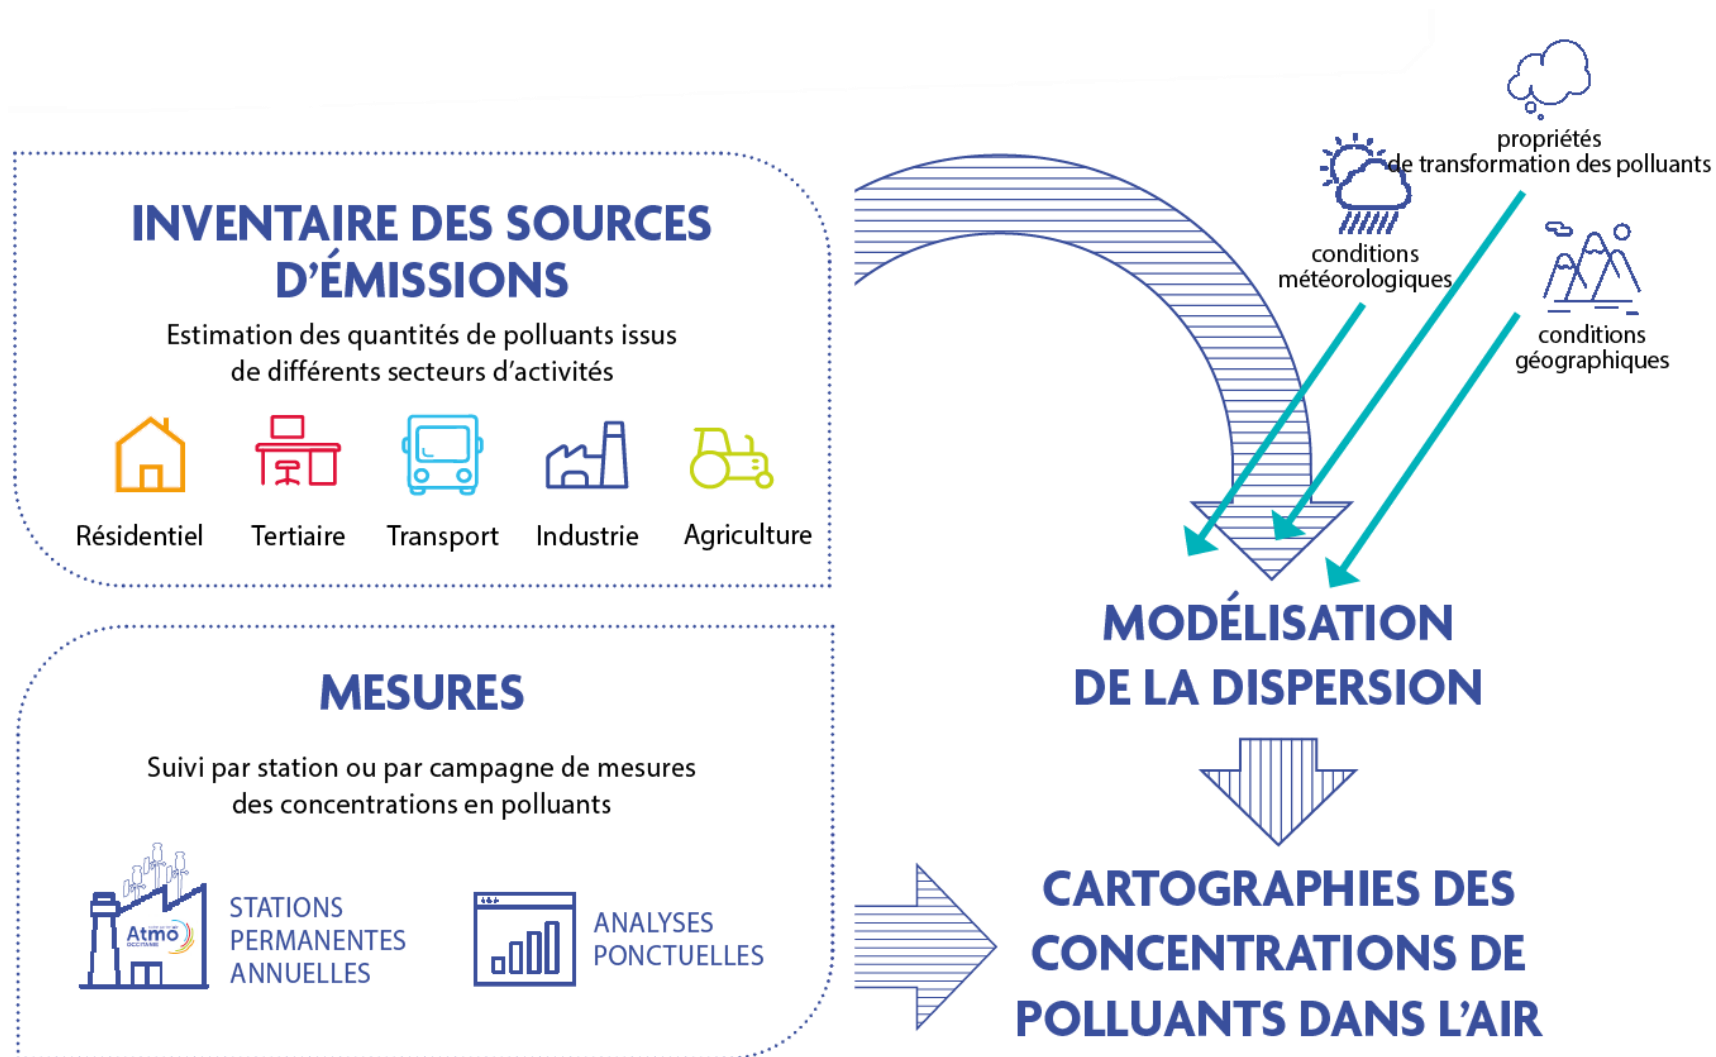 INVENTAIRE DES SOURCES
D'ÉMISSIONS
Estimation des quantités de polluants issus
de différents secteurs d'activités
Résidentiel
Tertiaire
Transport
Industrie
Agriculture
MESURES
Suivi par station ou par campagne de mesures
des concentrations en polluants
Atmo
OCCITANIE
STATIONS
PERMANENTES
ANNUELLES
ANALYSES
PONCTUELLES
propriétés
de transformation des polluants
conditions
météorologiques
conditions
géographiques
MODÉLISATION
DE LA DISPERSION
CARTOGRAPHIES DES
CONCENTRATIONS DE
POLLUANTS DANS L'AIR